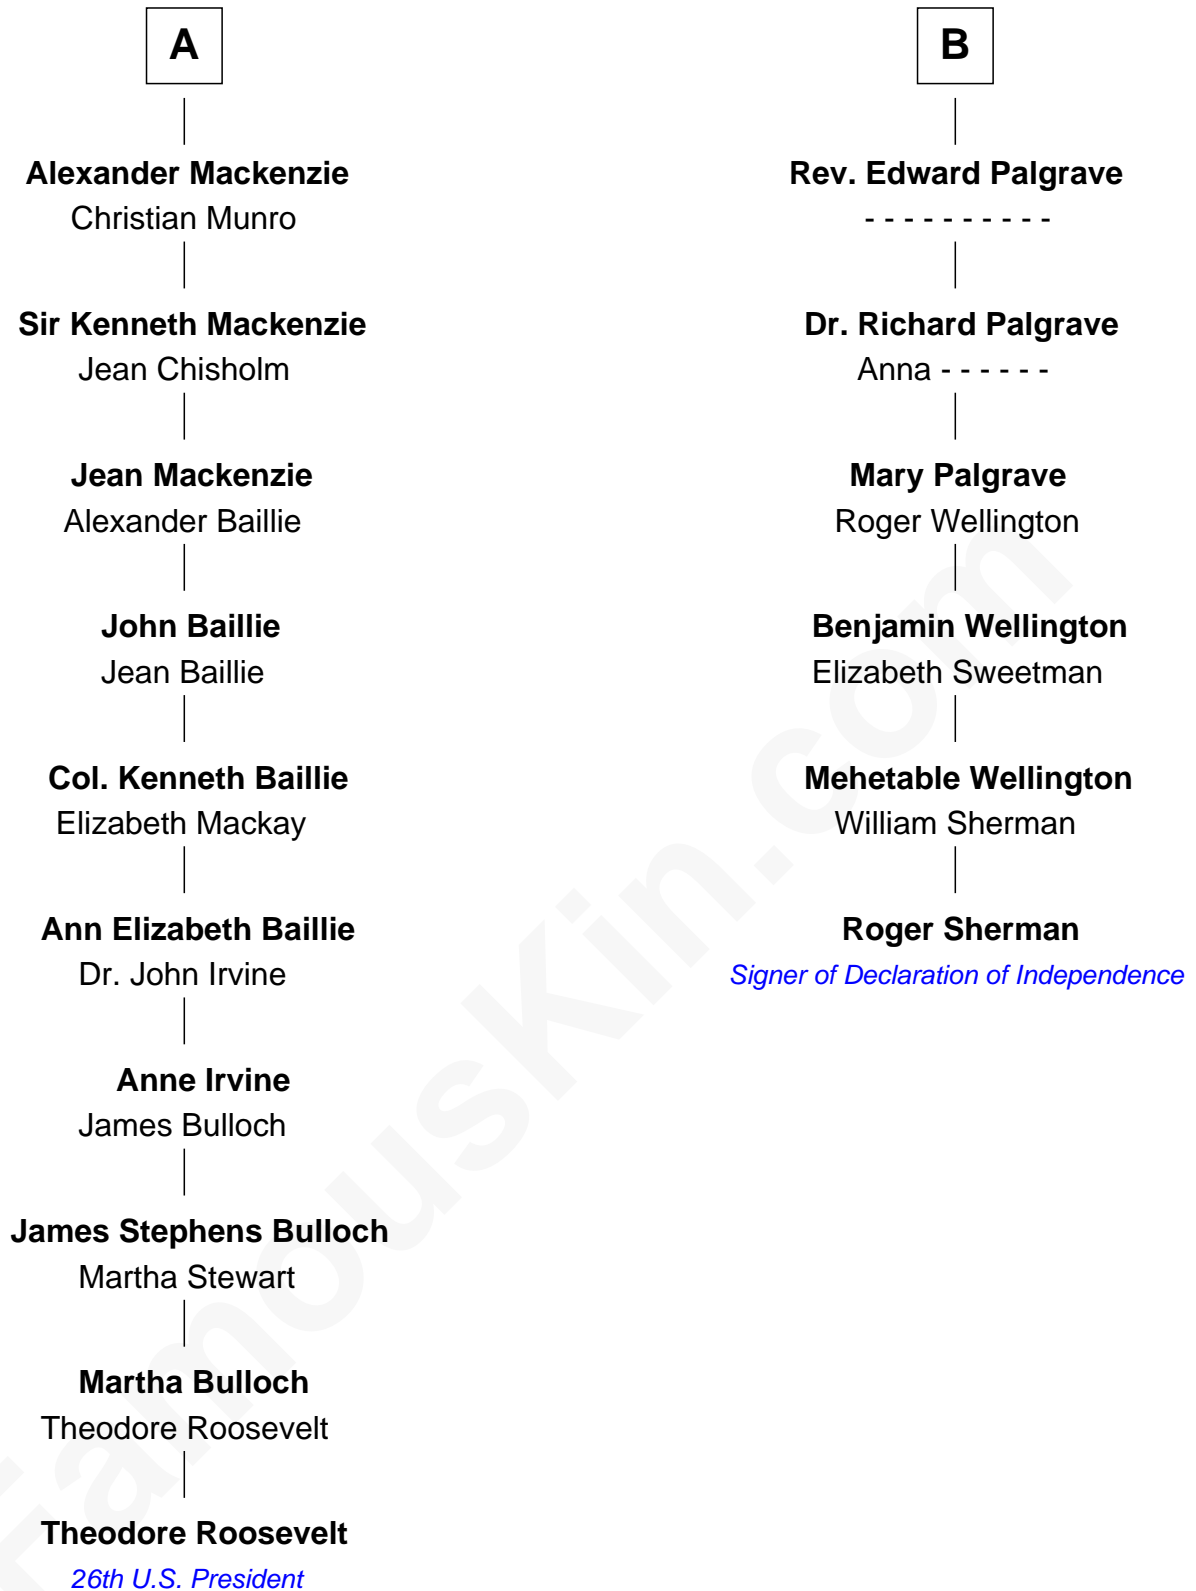 A
Alexander Mackenzie
Christian Munro
Sir Kenneth Mackenzie
Jean Chisholm
Jean Mackenzie
Alexander Baillie
John Baillie
Jean Baillie
Col. Kenneth Baillie
Elizabeth Mackay
Ann Elizabeth Baillie
Dr. John Irvine
Anne Irvine
James Bulloch
James Stephens Bulloch
Martha Stewart
Martha Bulloch
Theodore Roosevelt
Theodore Roosevelt
26th U.S. President
B
Rev. Edward Palgrave
- - - - - - - - - -
Dr. Richard Palgrave
Anna - - - - - -
Mary Palgrave
Roger Wellington
Benjamin Wellington
Elizabeth Sweetman
Mehetable Wellington
William Sherman
Roger Sherman
Signer of Declaration of Independence
FamousKin.com